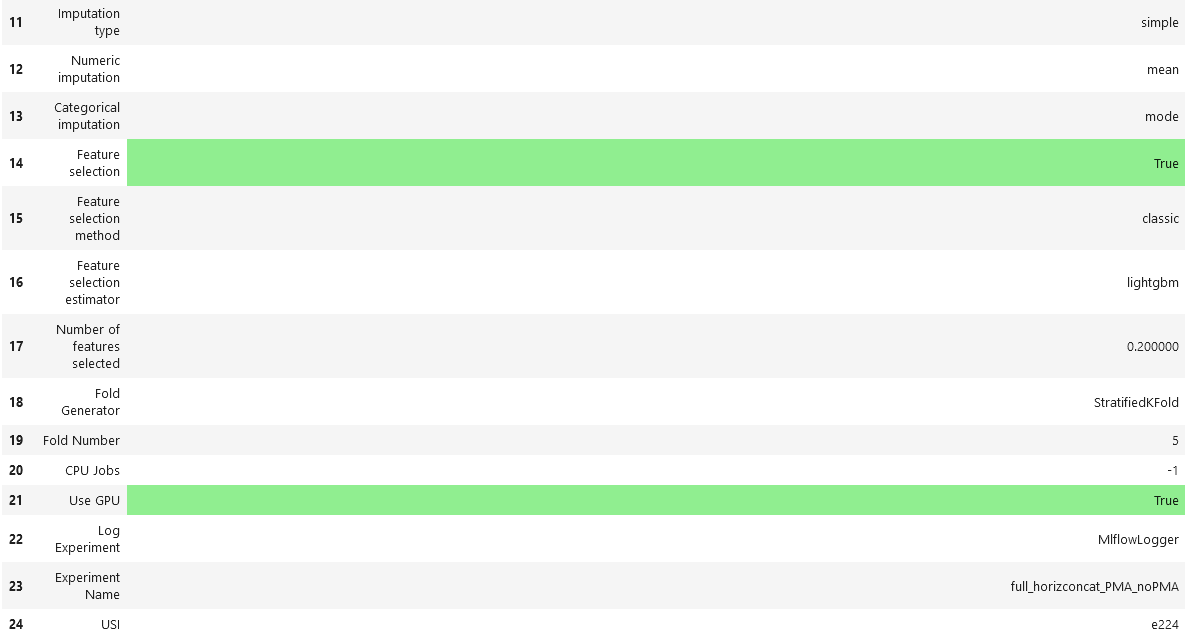 11 Imputation type simple
12 Numeric imputation mean
13 Categorical imputation mode
14 Feature selection True
15 Feature selection method classic
16 Feature selection estimator lightgbm
17 Number of features selected 0.200000
18 Fold Generator StratifiedKFold
19 Fold Number 5
20 CPU Jobs -1
21 Use GPU True
22 Log Experiment MlflowLogger
23 Experiment Name full_horizconcat_PMA_noPMA
24 USI e224